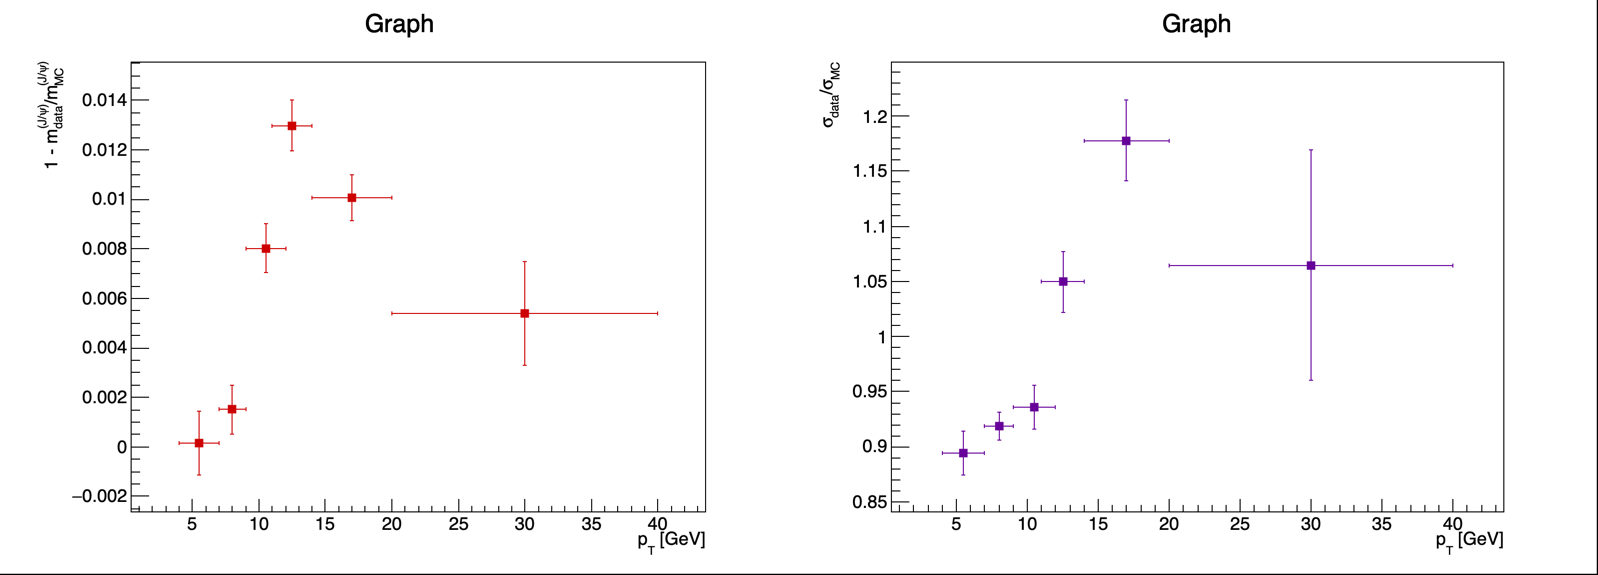 Graph
1 - m_data^(J/ψ)/m_MC^(J/ψ)
0.014
0.012
0.01
0.008
0.006
0.004
0.002
0
−0.002
5 10 15 20 25 30 35 40
p_T [GeV]
Graph
σ_data/σ_MC
1.2
1.15
1.1
1.05
1
0.95
0.9
0.85
5 10 15 20 25 30 35 40
p_T [GeV]